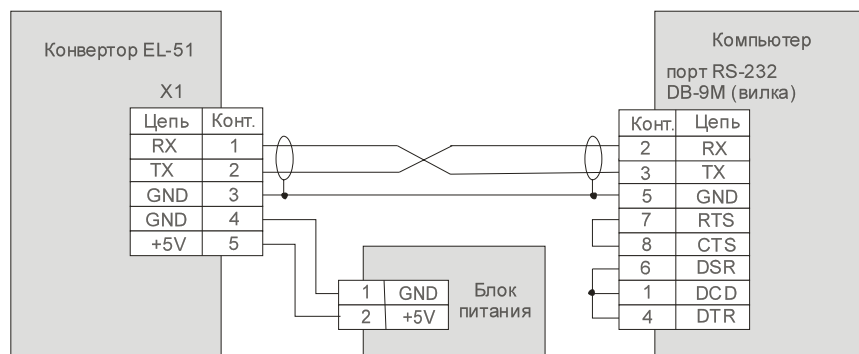 Конвертор EL-51
X1
Цепь Конт.
RX 1
TX 2
GND 3
GND 4
+5V 5
Компьютер
порт RS-232
DB-9M (вилка)
Конт. Цепь
2 RX
3 TX
5 GND
7 RTS
8 CTS
6 DSR
1 DCD
4 DTR
1 GND
2 +5V
Блок
питания